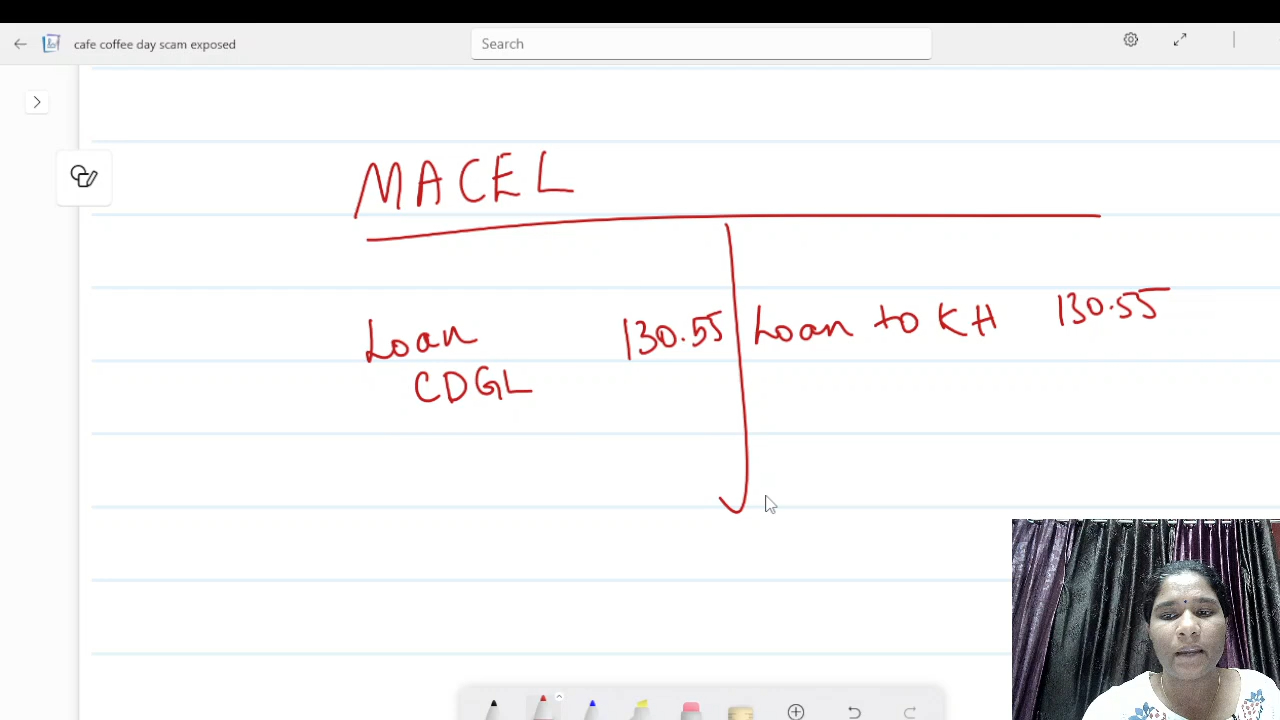 cafe coffee day scam exposed
Search
MACEL
Loan 130.55 Loan to KH 130.55
CDGL